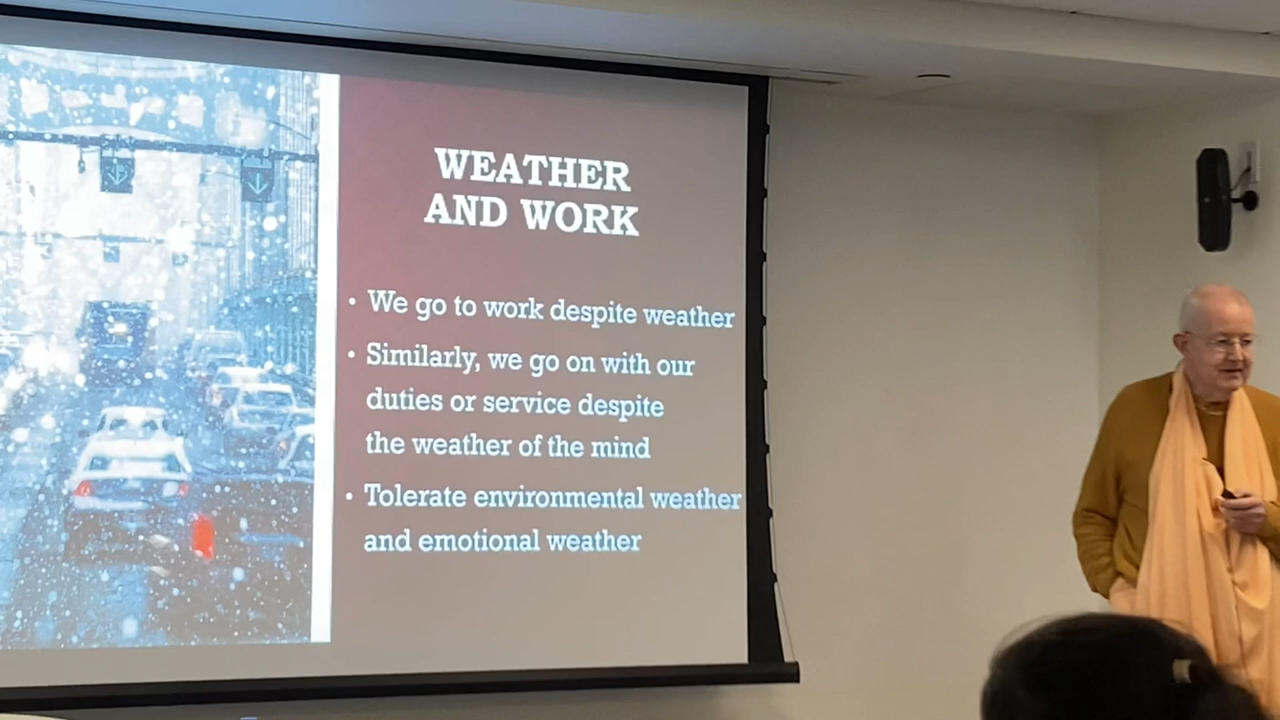 WEATHER
AND WORK
• We go to work despite weather
• Similarly, we go on with our
duties or service despite
the weather of the mind
• Tolerate environmental weather
and emotional weather